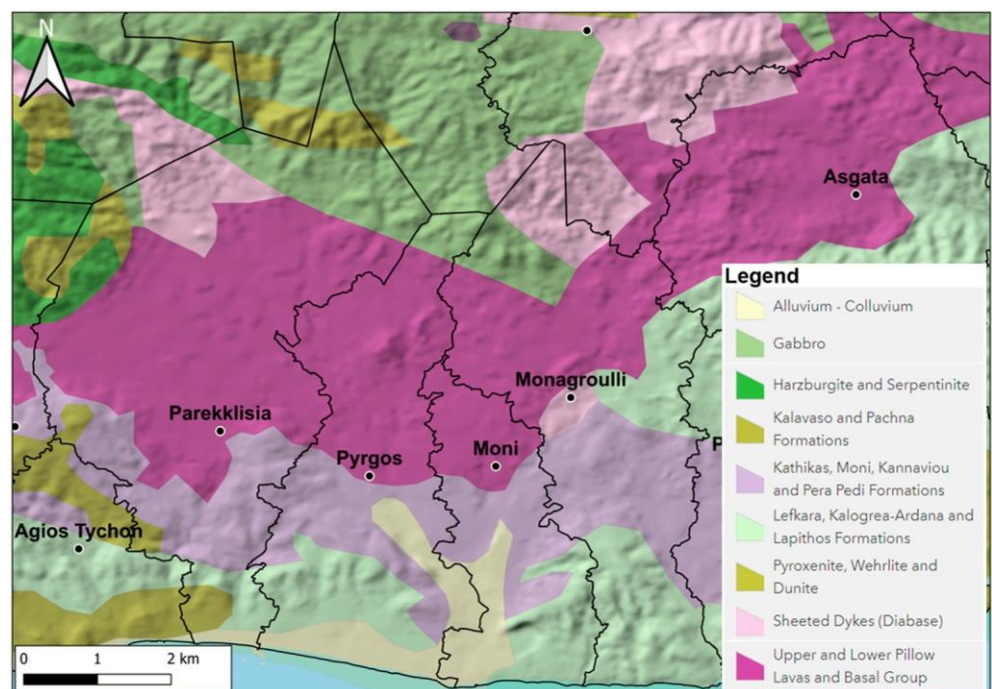 N
Asgata
Legend
Alluvium - Colluvium
Gabbro
Harzburgite and Serpentinite
Kalavaso and Pachna
Formations
Kathikas, Moni, Kannaviou
and Pera Pedi Formations
Lefkara, Kalogrea-Ardana and
Lapithos Formations
Pyroxenite, Wehrlite and
Dunite
Sheeted Dykes (Diabase)
Upper and Lower Pillow
Lavas and Basal Group
Monagroulli
Parekklisia
Pyrgos
Moni
P
Agios Tychon
0 1 2 km